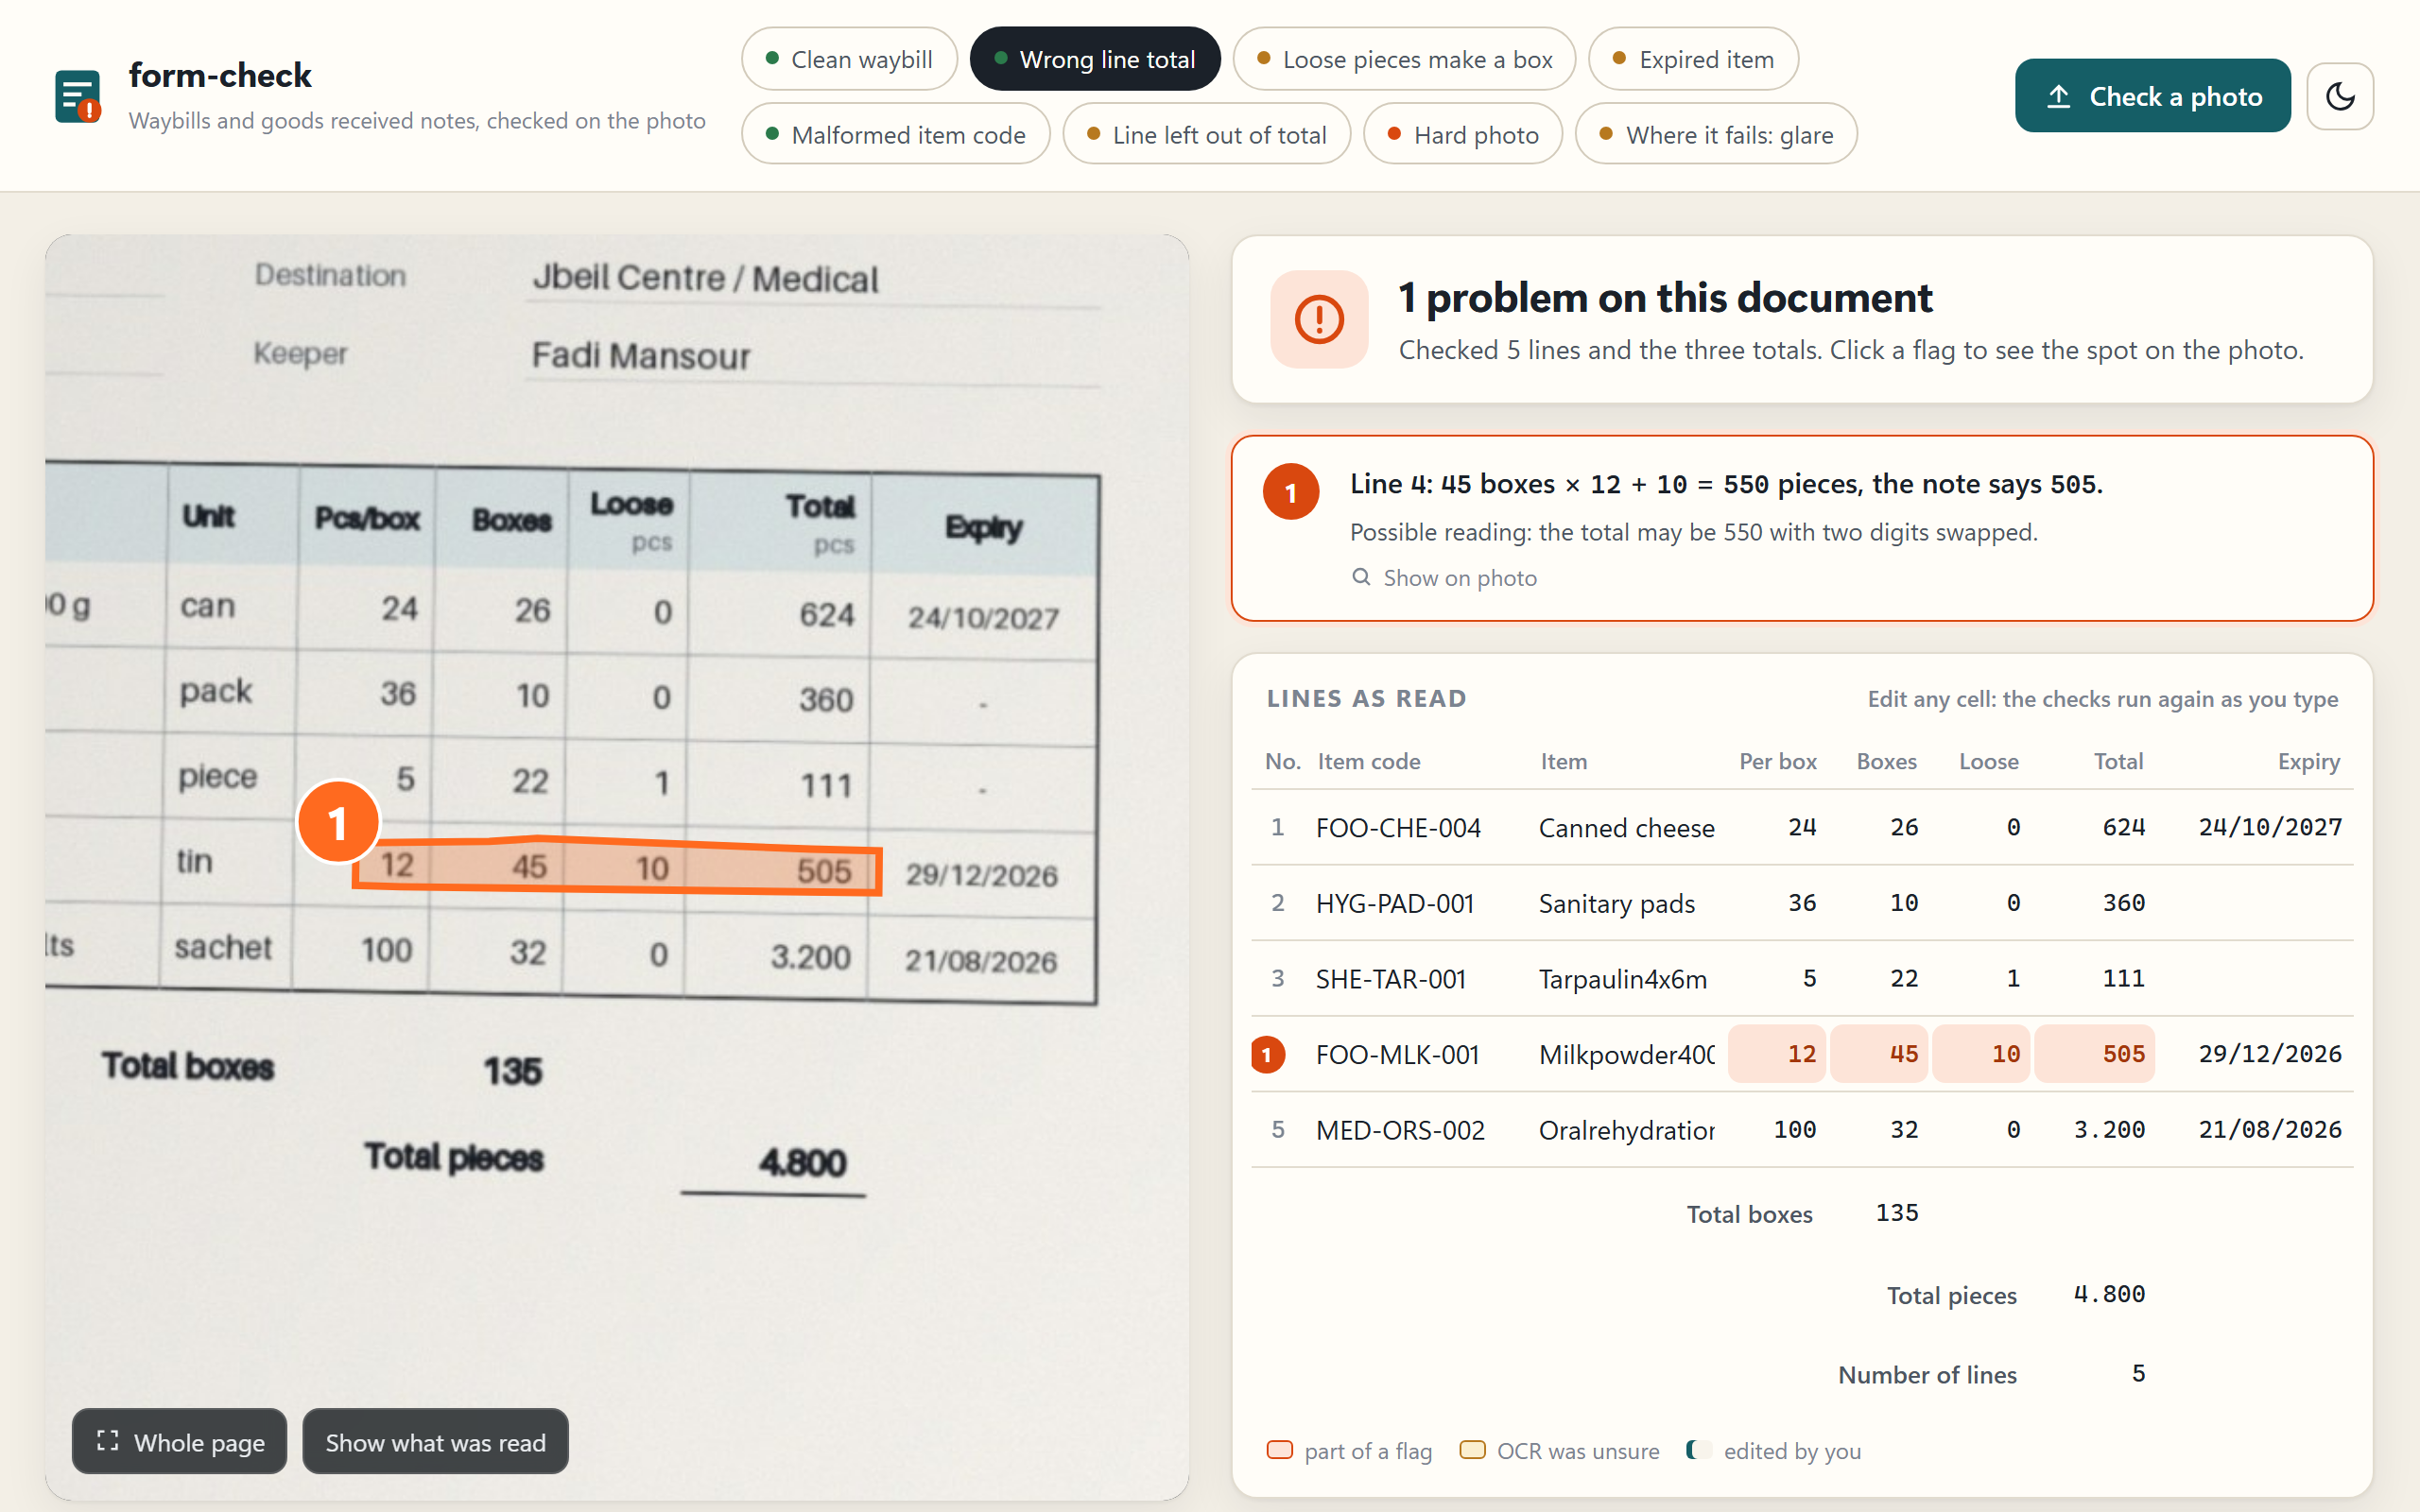 form-check
Waybills and goods received notes, checked on the photo
Clean waybill
Wrong line total
Loose pieces make a box
Expired item
Malformed item code
Line left out of total
Hard photo
Where it fails: glare
Check a photo
Destination Jbeil Centre / Medical
Keeper Fadi Mansour
Unit Pcs/box Boxes Loose pcs Total pcs Expiry
00 g can 24 26 0 624 24/10/2027
pack 36 10 0 360 -
piece 5 22 1 111 -
1
tin 12 45 10 505 29/12/2026
lts sachet 100 32 0 3.200 21/08/2026
Total boxes 135
Total pieces 4.800
Whole page
Show what was read
1 problem on this document
Checked 5 lines and the three totals. Click a flag to see the spot on the photo.
1
Line 4: 45 boxes × 12 + 10 = 550 pieces, the note says 505.
Possible reading: the total may be 550 with two digits swapped.
Show on photo
LINES AS READ
Edit any cell: the checks run again as you type
No. Item code Item Per box Boxes Loose Total Expiry
1 FOO-CHE-004 Canned cheese 24 26 0 624 24/10/2027
2 HYG-PAD-001 Sanitary pads 36 10 0 360
3 SHE-TAR-001 Tarpaulin4x6m 5 22 1 111
1 FOO-MLK-001 Milkpowder400 12 45 10 505 29/12/2026
5 MED-ORS-002 Oralrehydration 100 32 0 3.200 21/08/2026
Total boxes 135
Total pieces 4.800
Number of lines 5
part of a flag
OCR was unsure
edited by you